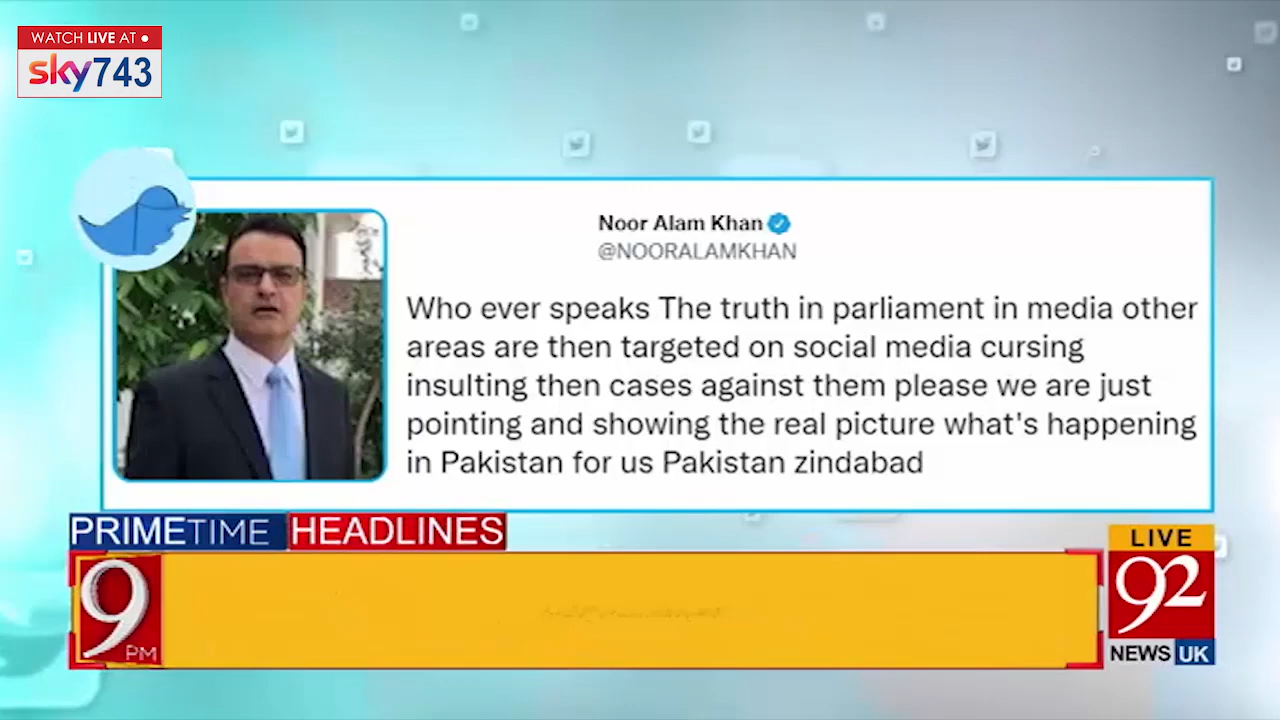 WATCH LIVE AT
sky743
Noor Alam Khan
@NOORALAMKHAN
Who ever speaks The truth in parliament in media other
areas are then targeted on social media cursing
insulting then cases against them please we are just
pointing and showing the real picture what's happening
in Pakistan for us Pakistan zindabad
PRIMETIME HEADLINES
9
PM
LIVE
92
NEWS UK